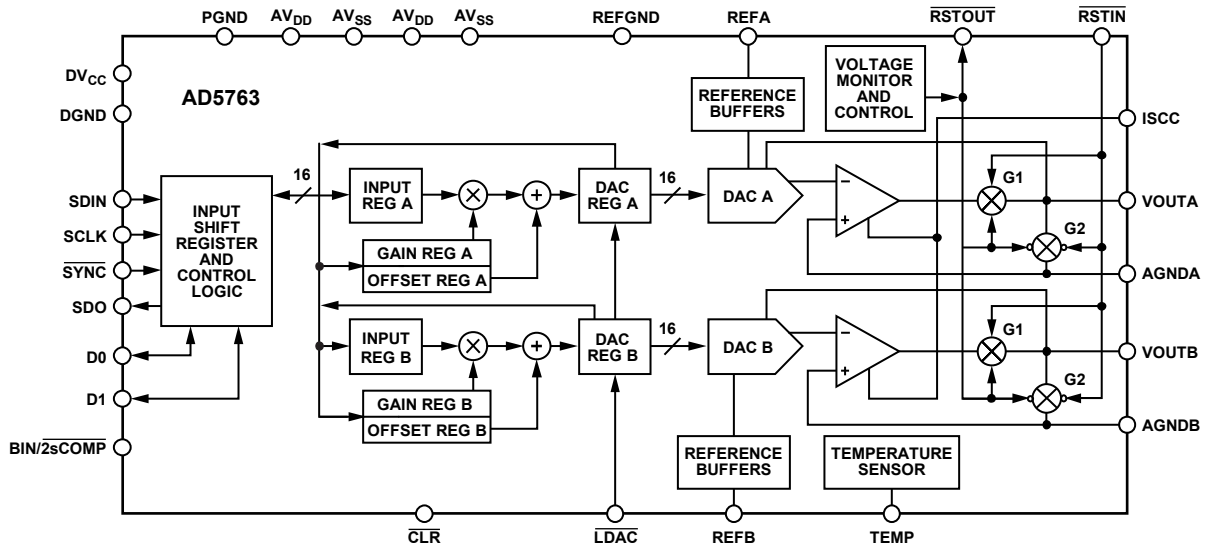 PGND AVDD AVSS AVDD AVSS REFGND REFA RSTOUT RSTIN
DVCC
DGND
AD5763
REFERENCE
BUFFERS
VOLTAGE
MONITOR
AND
CONTROL
ISCC
SDIN
SCLK
SYNC
SDO
D0
D1
BIN/2sCOMP
INPUT
SHIFT
REGISTER
AND
CONTROL
LOGIC
16
INPUT
REG A
×
+
DAC
REG A
16
DAC A
−
+
G1
G2
VOUTA
AGNDA
GAIN REG A
OFFSET REG A
INPUT
REG B
×
+
DAC
REG B
16
DAC B
−
+
G1
G2
VOUTB
AGNDB
GAIN REG B
OFFSET REG B
REFERENCE
BUFFERS
TEMPERATURE
SENSOR
CLR LDAC REFB TEMP